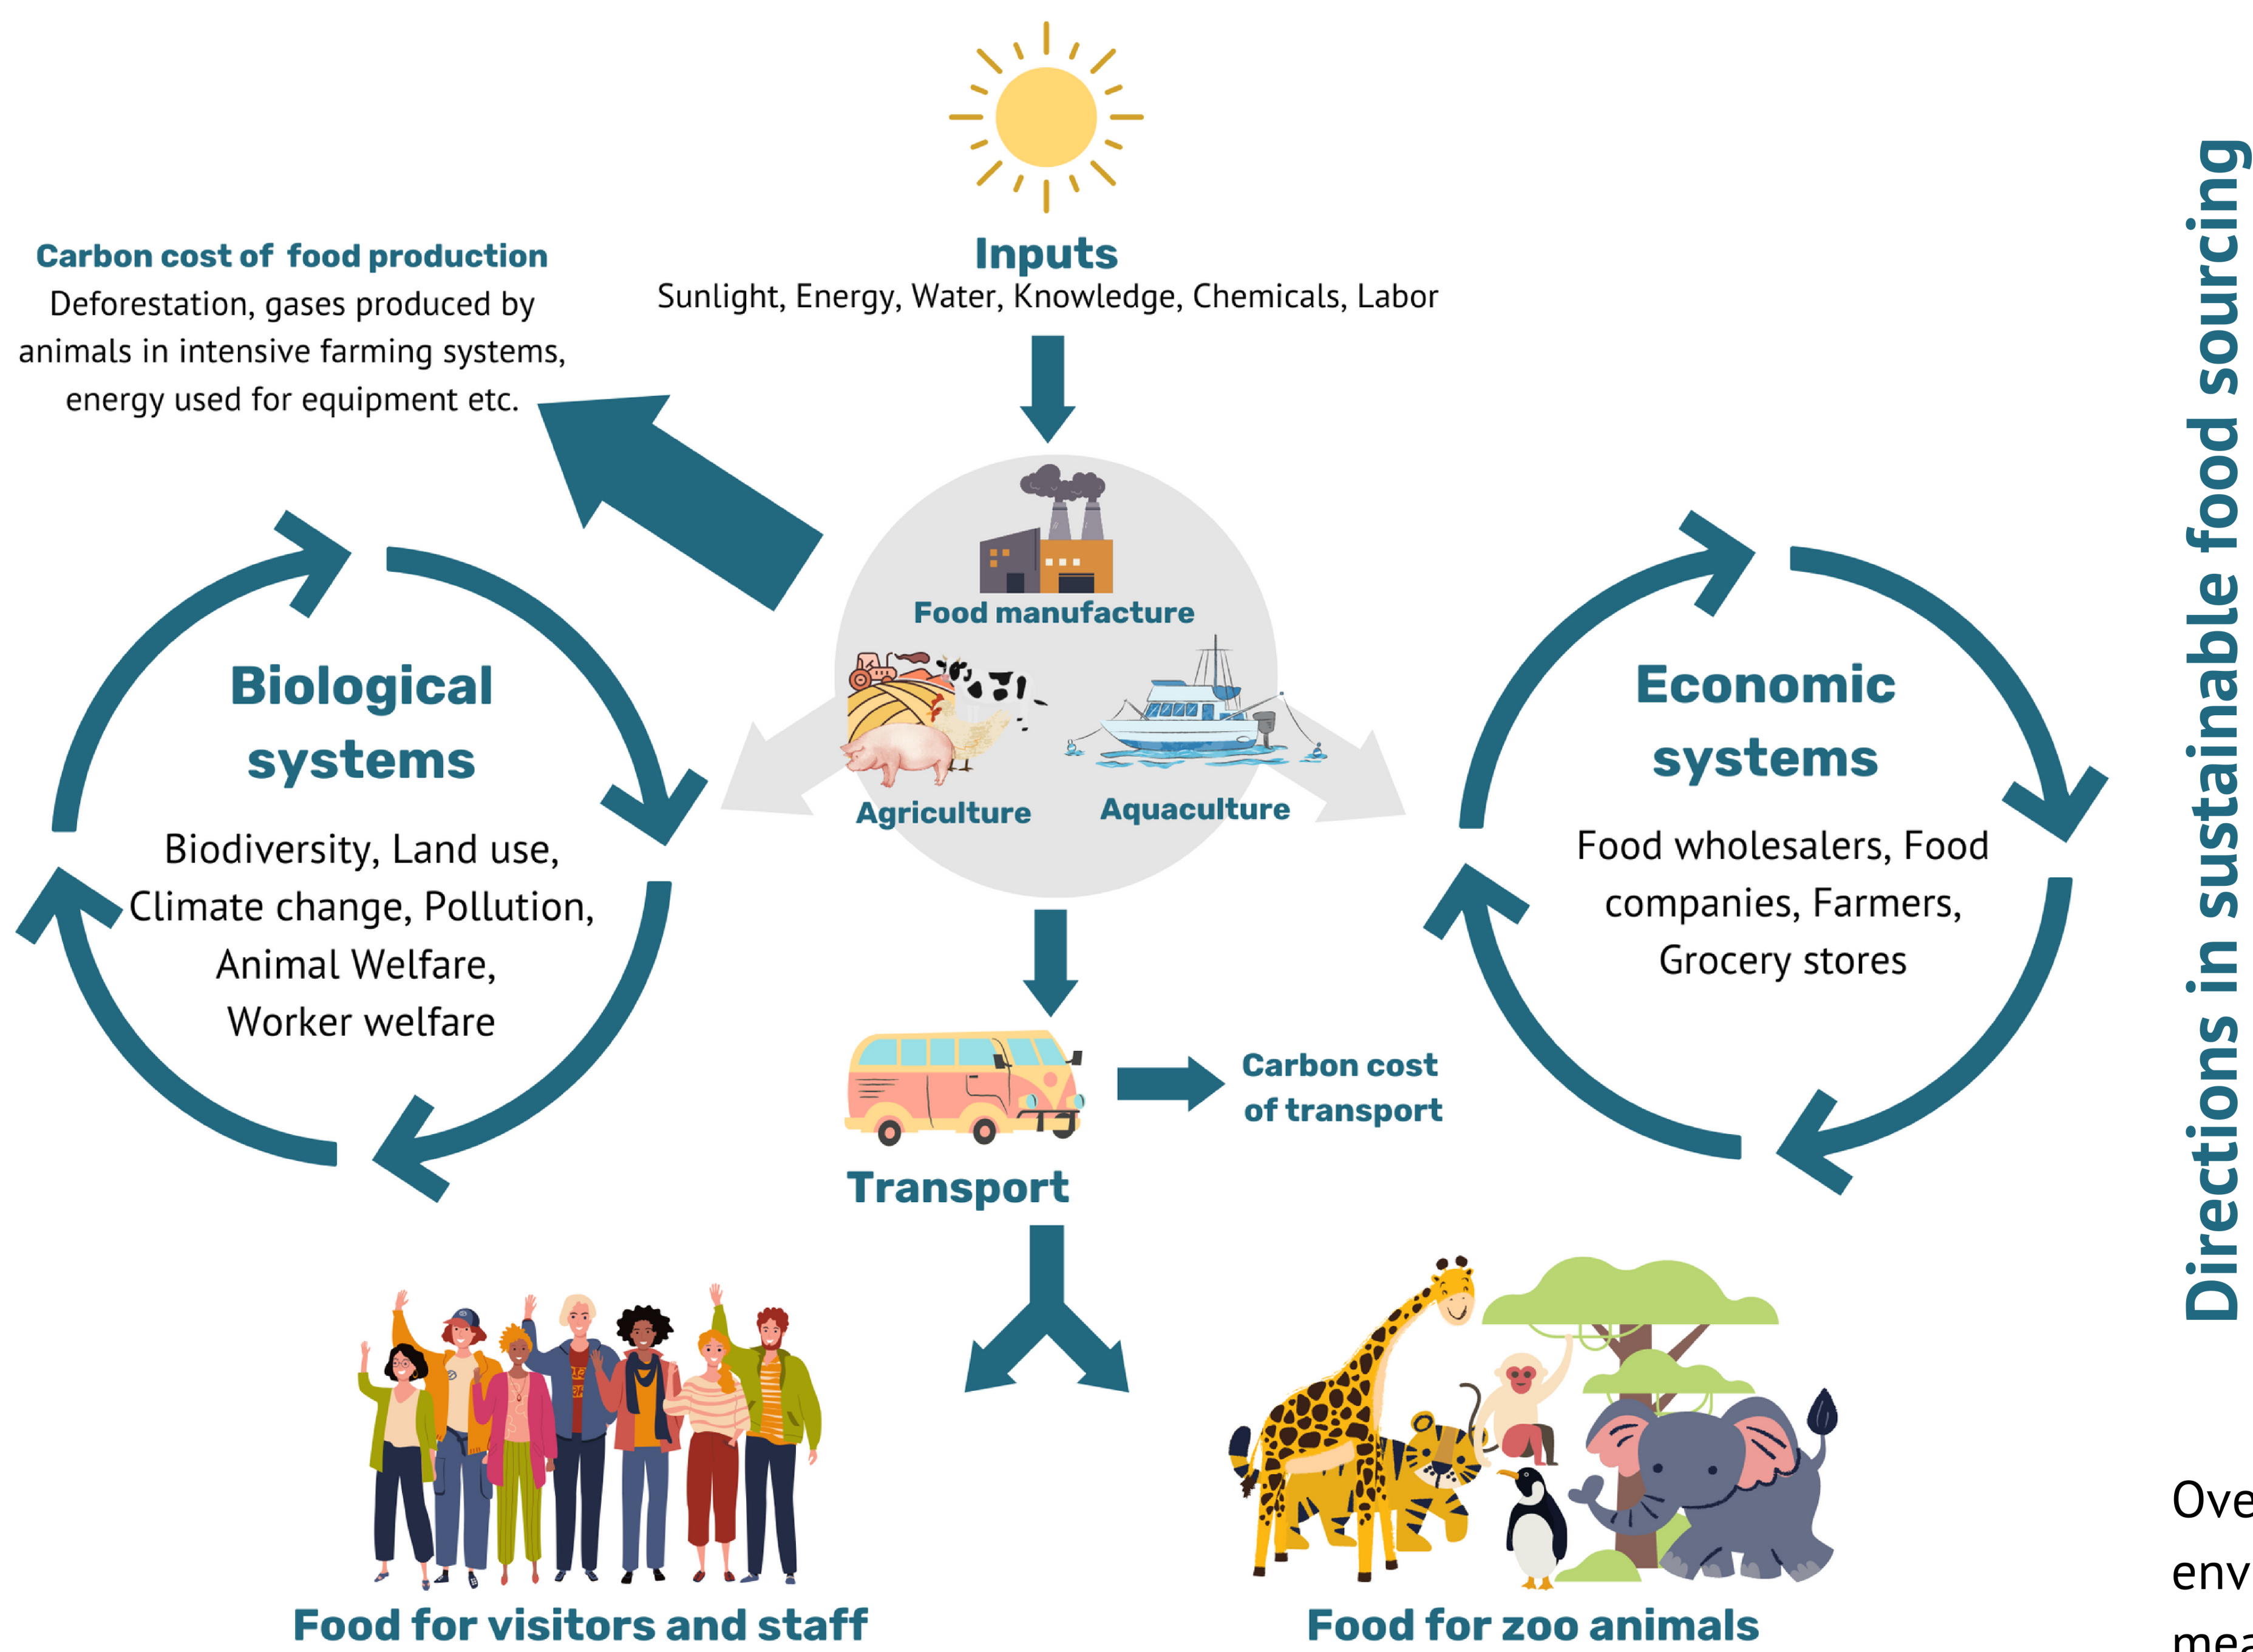 Inputs
Sunlight, Energy, Water, Knowledge, Chemicals, Labor
Carbon cost of food production
Deforestation, gases produced by
animals in intensive farming systems,
energy used for equipment etc.
Food manufacture
Agriculture
Aquaculture
Biological
systems
Biodiversity, Land use,
Climate change, Pollution,
Animal Welfare,
Worker welfare
Economic
systems
Food wholesalers, Food
companies, Farmers,
Grocery stores
Carbon cost
of transport
Transport
Food for visitors and staff
Food for zoo animals
Directions in sustainable food sourcing
Ove
env
mea